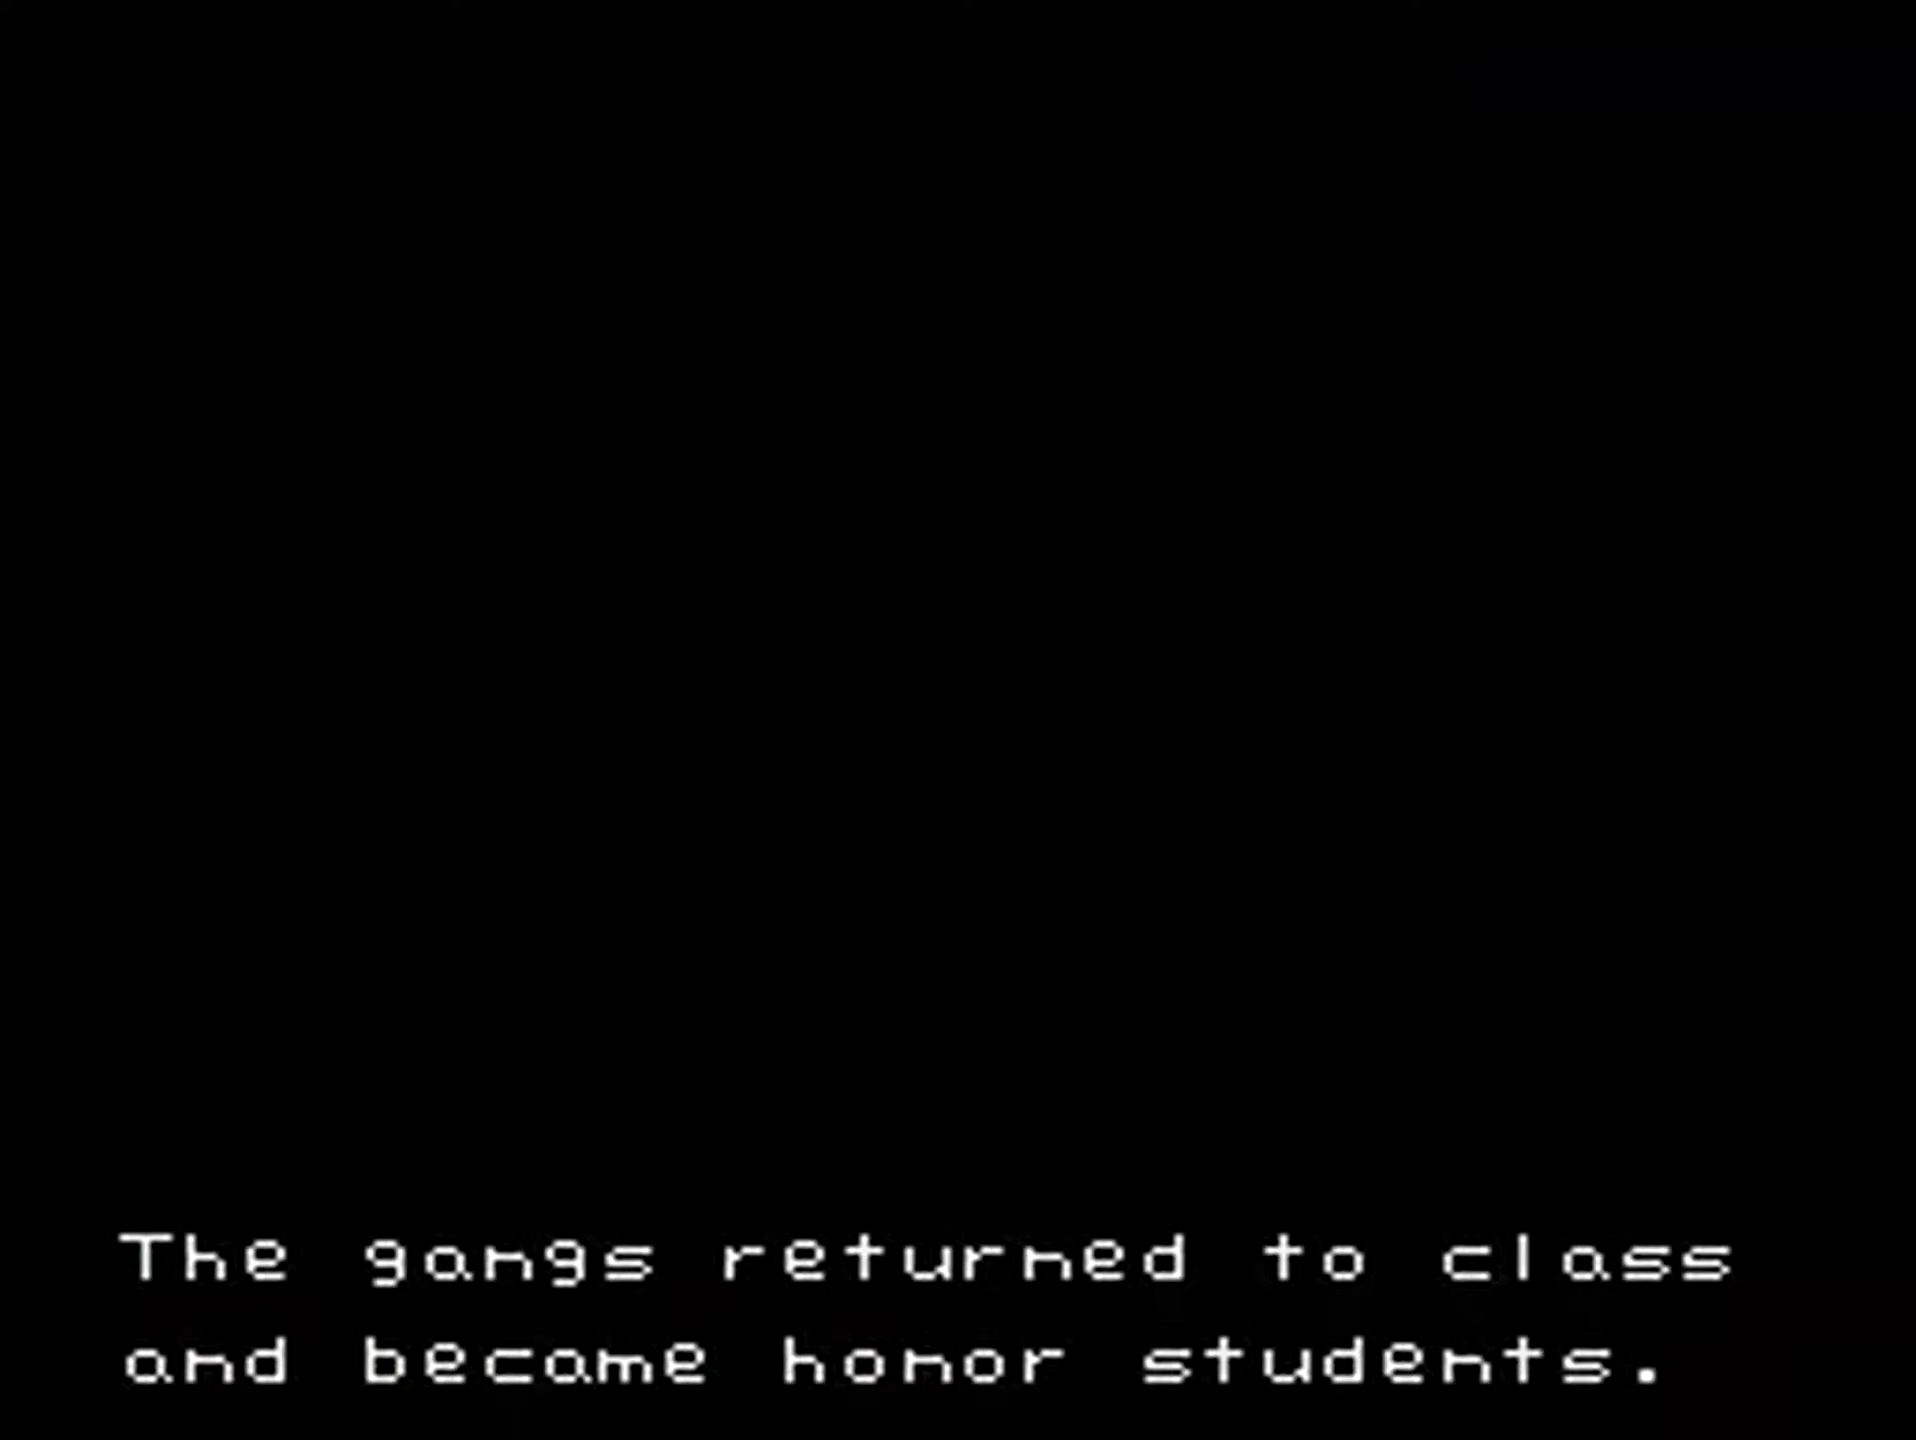 The gangs returned to class
and became honor students.